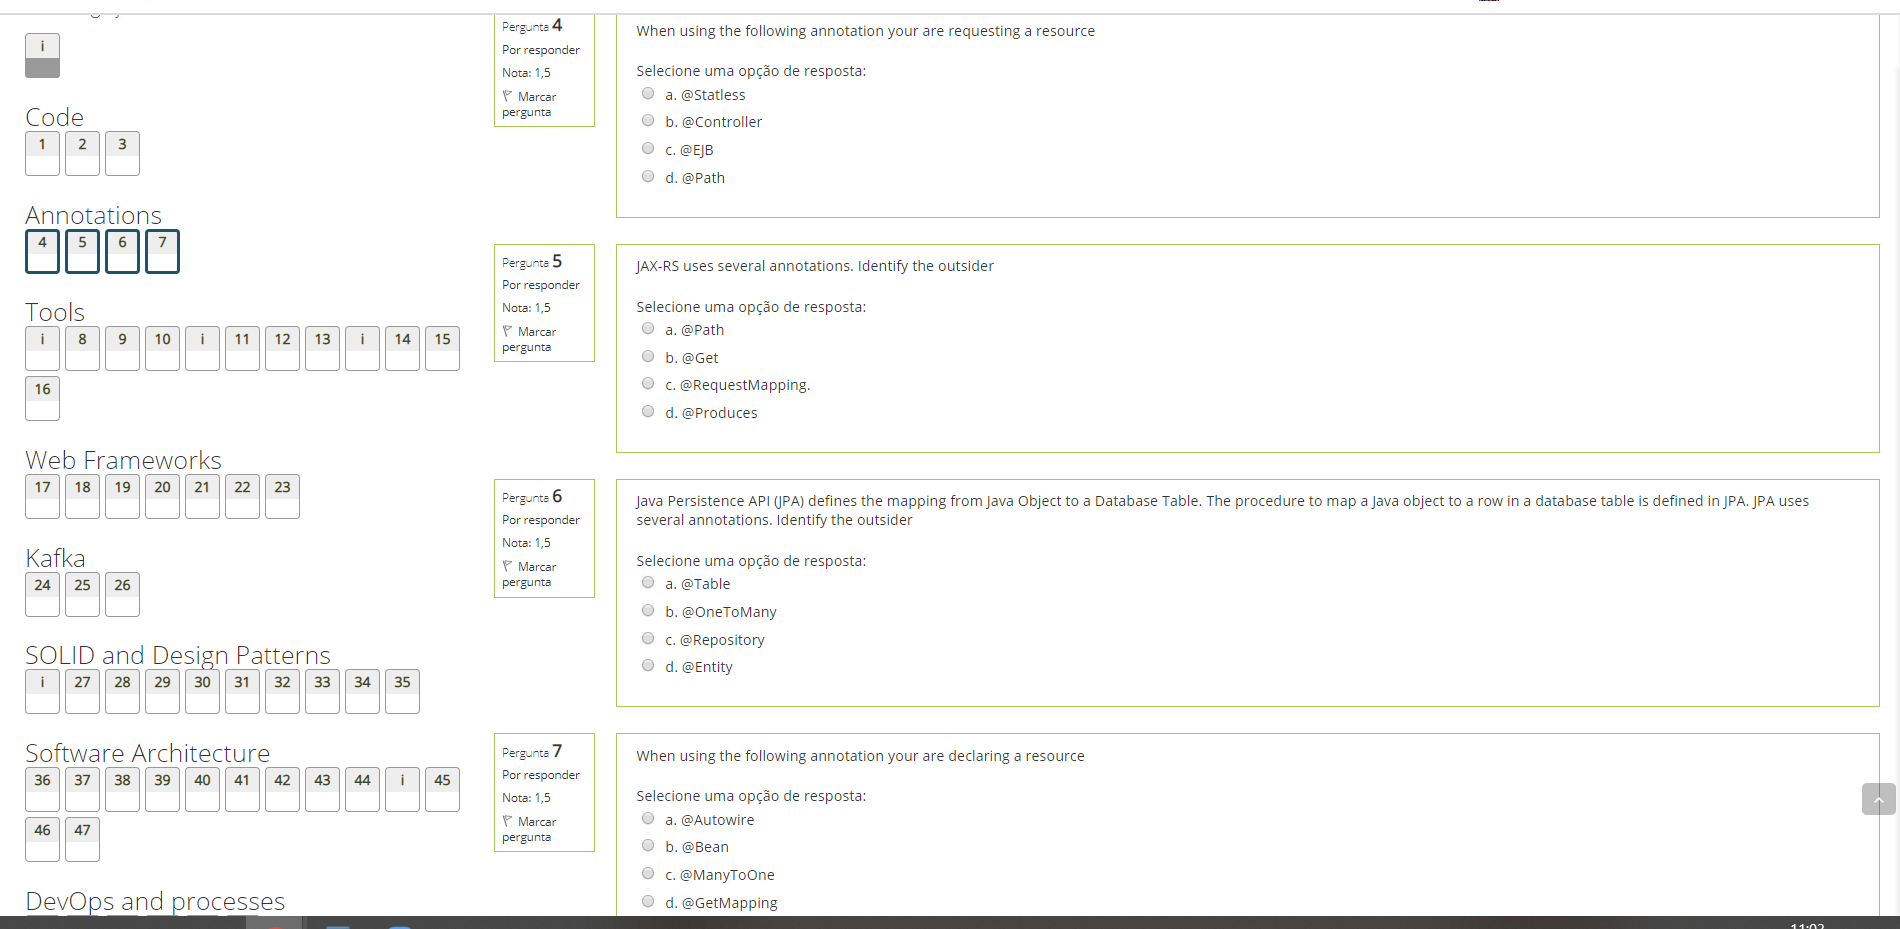 i
Code
1 2 3
Annotations
4 5 6 7
Tools
i 8 9 10 i 11 12 13 i 14 15
16
Web Frameworks
17 18 19 20 21 22 23
Kafka
24 25 26
SOLID and Design Patterns
i 27 28 29 30 31 32 33 34 35
Software Architecture
36 37 38 39 40 41 42 43 44 i 45
46 47
DevOps and processes
Pergunta 4
Por responder
Nota: 1,5
Marcar
pergunta
When using the following annotation your are requesting a resource
Selecione uma opção de resposta:
a. @Statless
b. @Controller
c. @EJB
d. @Path
Pergunta 5
Por responder
Nota: 1,5
Marcar
pergunta
JAX-RS uses several annotations. Identify the outsider
Selecione uma opção de resposta:
a. @Path
b. @Get
c. @RequestMapping.
d. @Produces
Pergunta 6
Por responder
Nota: 1,5
Marcar
pergunta
Java Persistence API (JPA) defines the mapping from Java Object to a Database Table. The procedure to map a Java object to a row in a database table is defined in JPA. JPA uses
several annotations. Identify the outsider
Selecione uma opção de resposta:
a. @Table
b. @OneToMany
c. @Repository
d. @Entity
Pergunta 7
Por responder
Nota: 1,5
Marcar
pergunta
When using the following annotation your are declaring a resource
Selecione uma opção de resposta:
a. @Autowire
b. @Bean
c. @ManyToOne
d. @GetMapping